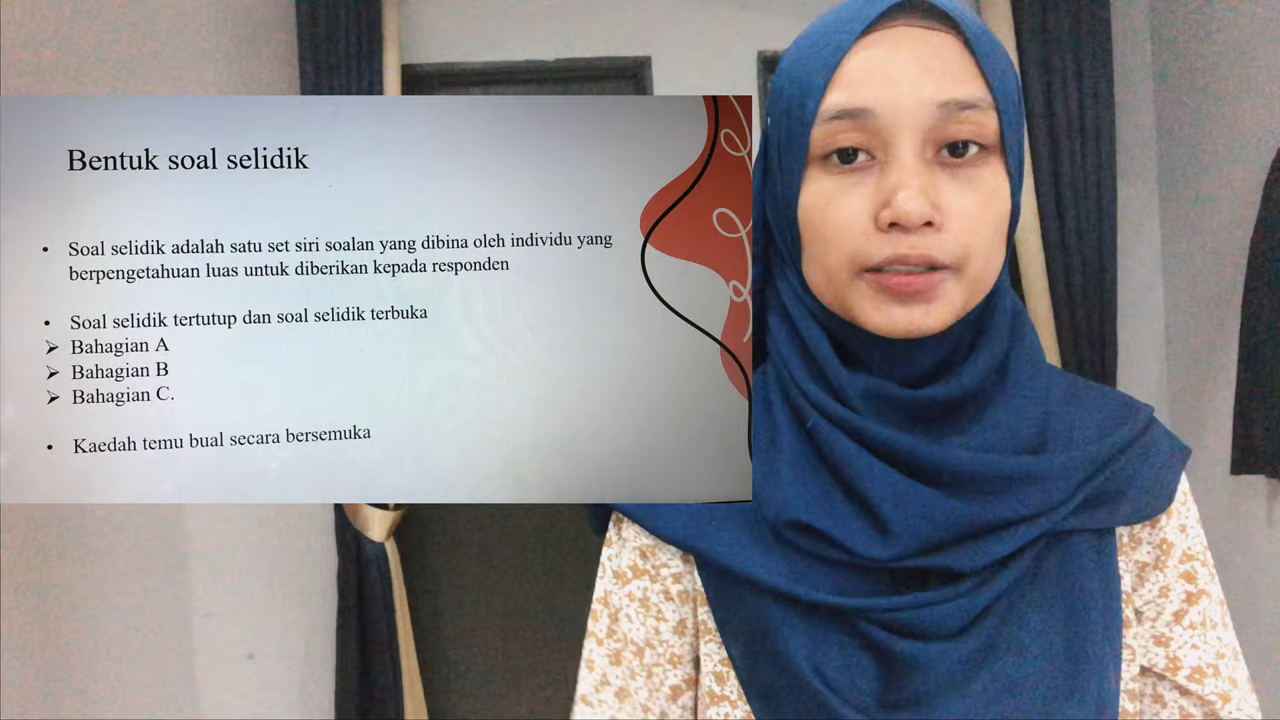 Bentuk soal selidik
• Soal selidik adalah satu set siri soalan yang dibina oleh individu yang
berpengetahuan luas untuk diberikan kepada responden
• Soal selidik tertutup dan soal selidik terbuka
➢ Bahagian A
➢ Bahagian B
➢ Bahagian C.
• Kaedah temu bual secara bersemuka